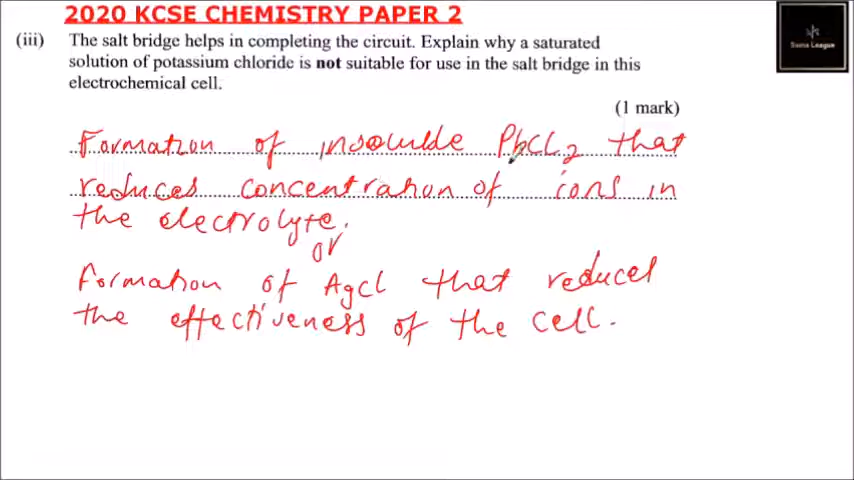 2020 KCSE CHEMISTRY PAPER 2
(iii) The salt bridge helps in completing the circuit. Explain why a saturated
solution of potassium chloride is not suitable for use in the salt bridge in this
electrochemical cell.
(1 mark)
Formation of insoluble PbCl2 that
reduces concentration of ions in
the electrolyte.
or
Formation of AgCl that reduces
the effectiveness of the cell.
Soma League